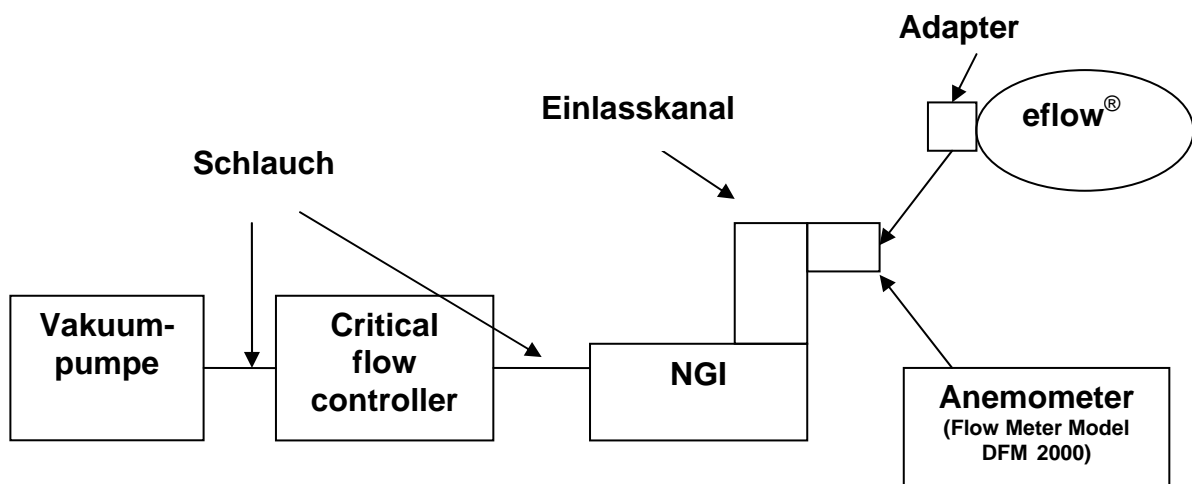 Adapter
eflow®
Einlasskanal
Schlauch
Vakuum-
pumpe
Critical
flow
controller
NGI
Anemometer
(Flow Meter Model
DFM 2000)